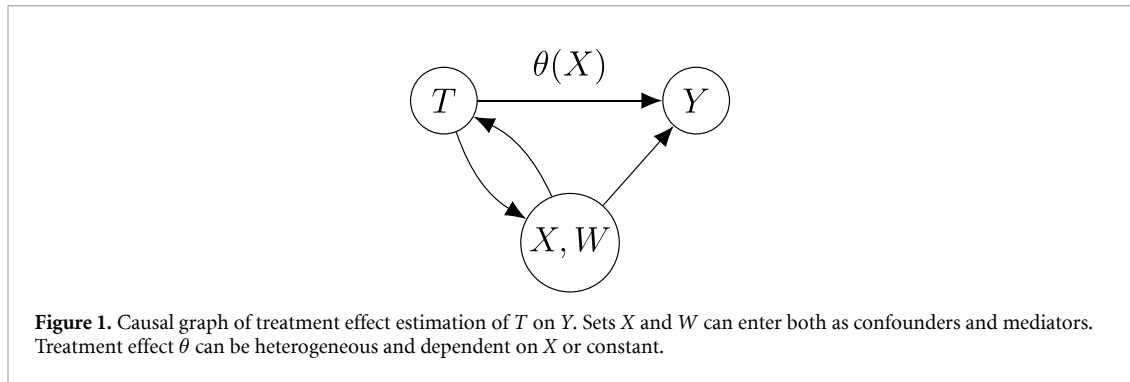 θ(X)
T
Y
X, W
Figure 1. Causal graph of treatment effect estimation of T on Y. Sets X and W can enter both as confounders and mediators.
Treatment effect θ can be heterogeneous and dependent on X or constant.